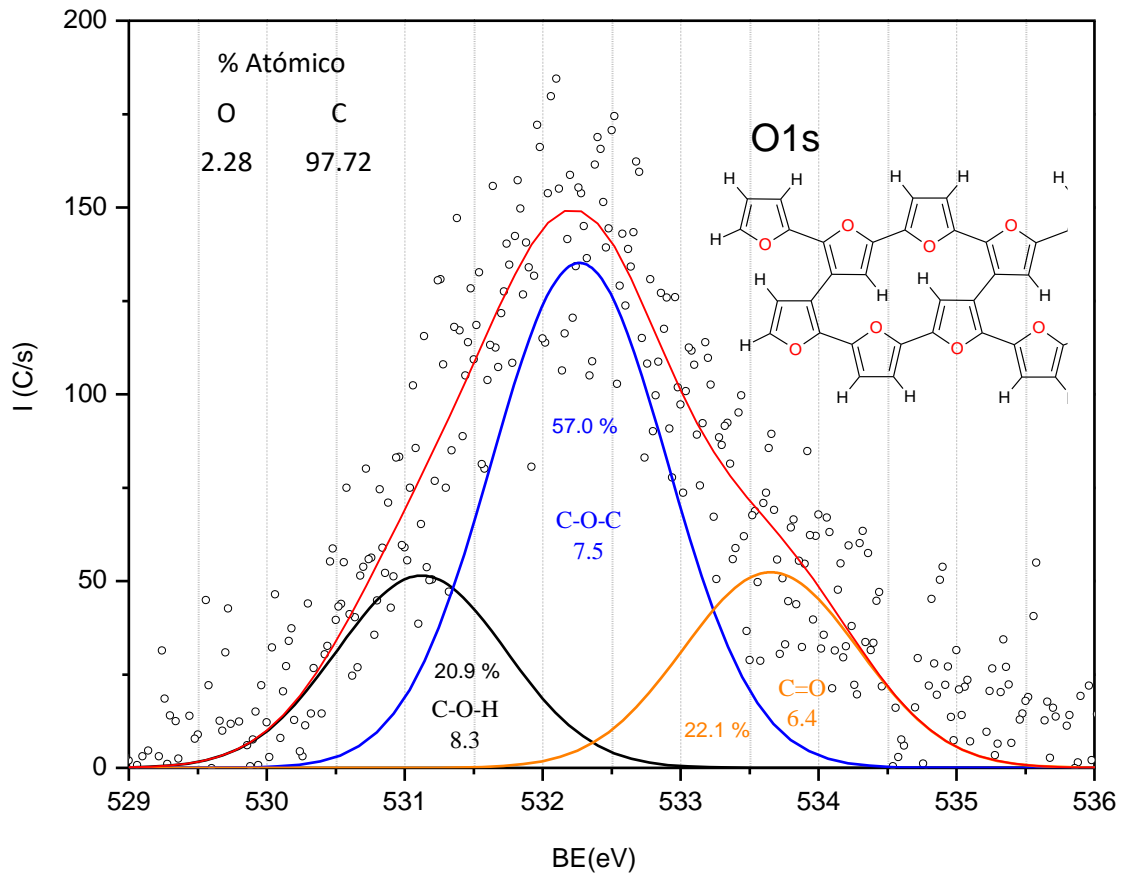 200
150
100
50
0
I (C/s)
% Atómico
O C
2.28 97.72
O1s
H H H H H
H O O O O
H H H
H O O O O
H H H H
57.0 %
C-O-C
7.5
20.9 %
C-O-H
8.3
C=O
6.4
22.1 %
529 530 531 532 533 534 535 536
BE(eV)